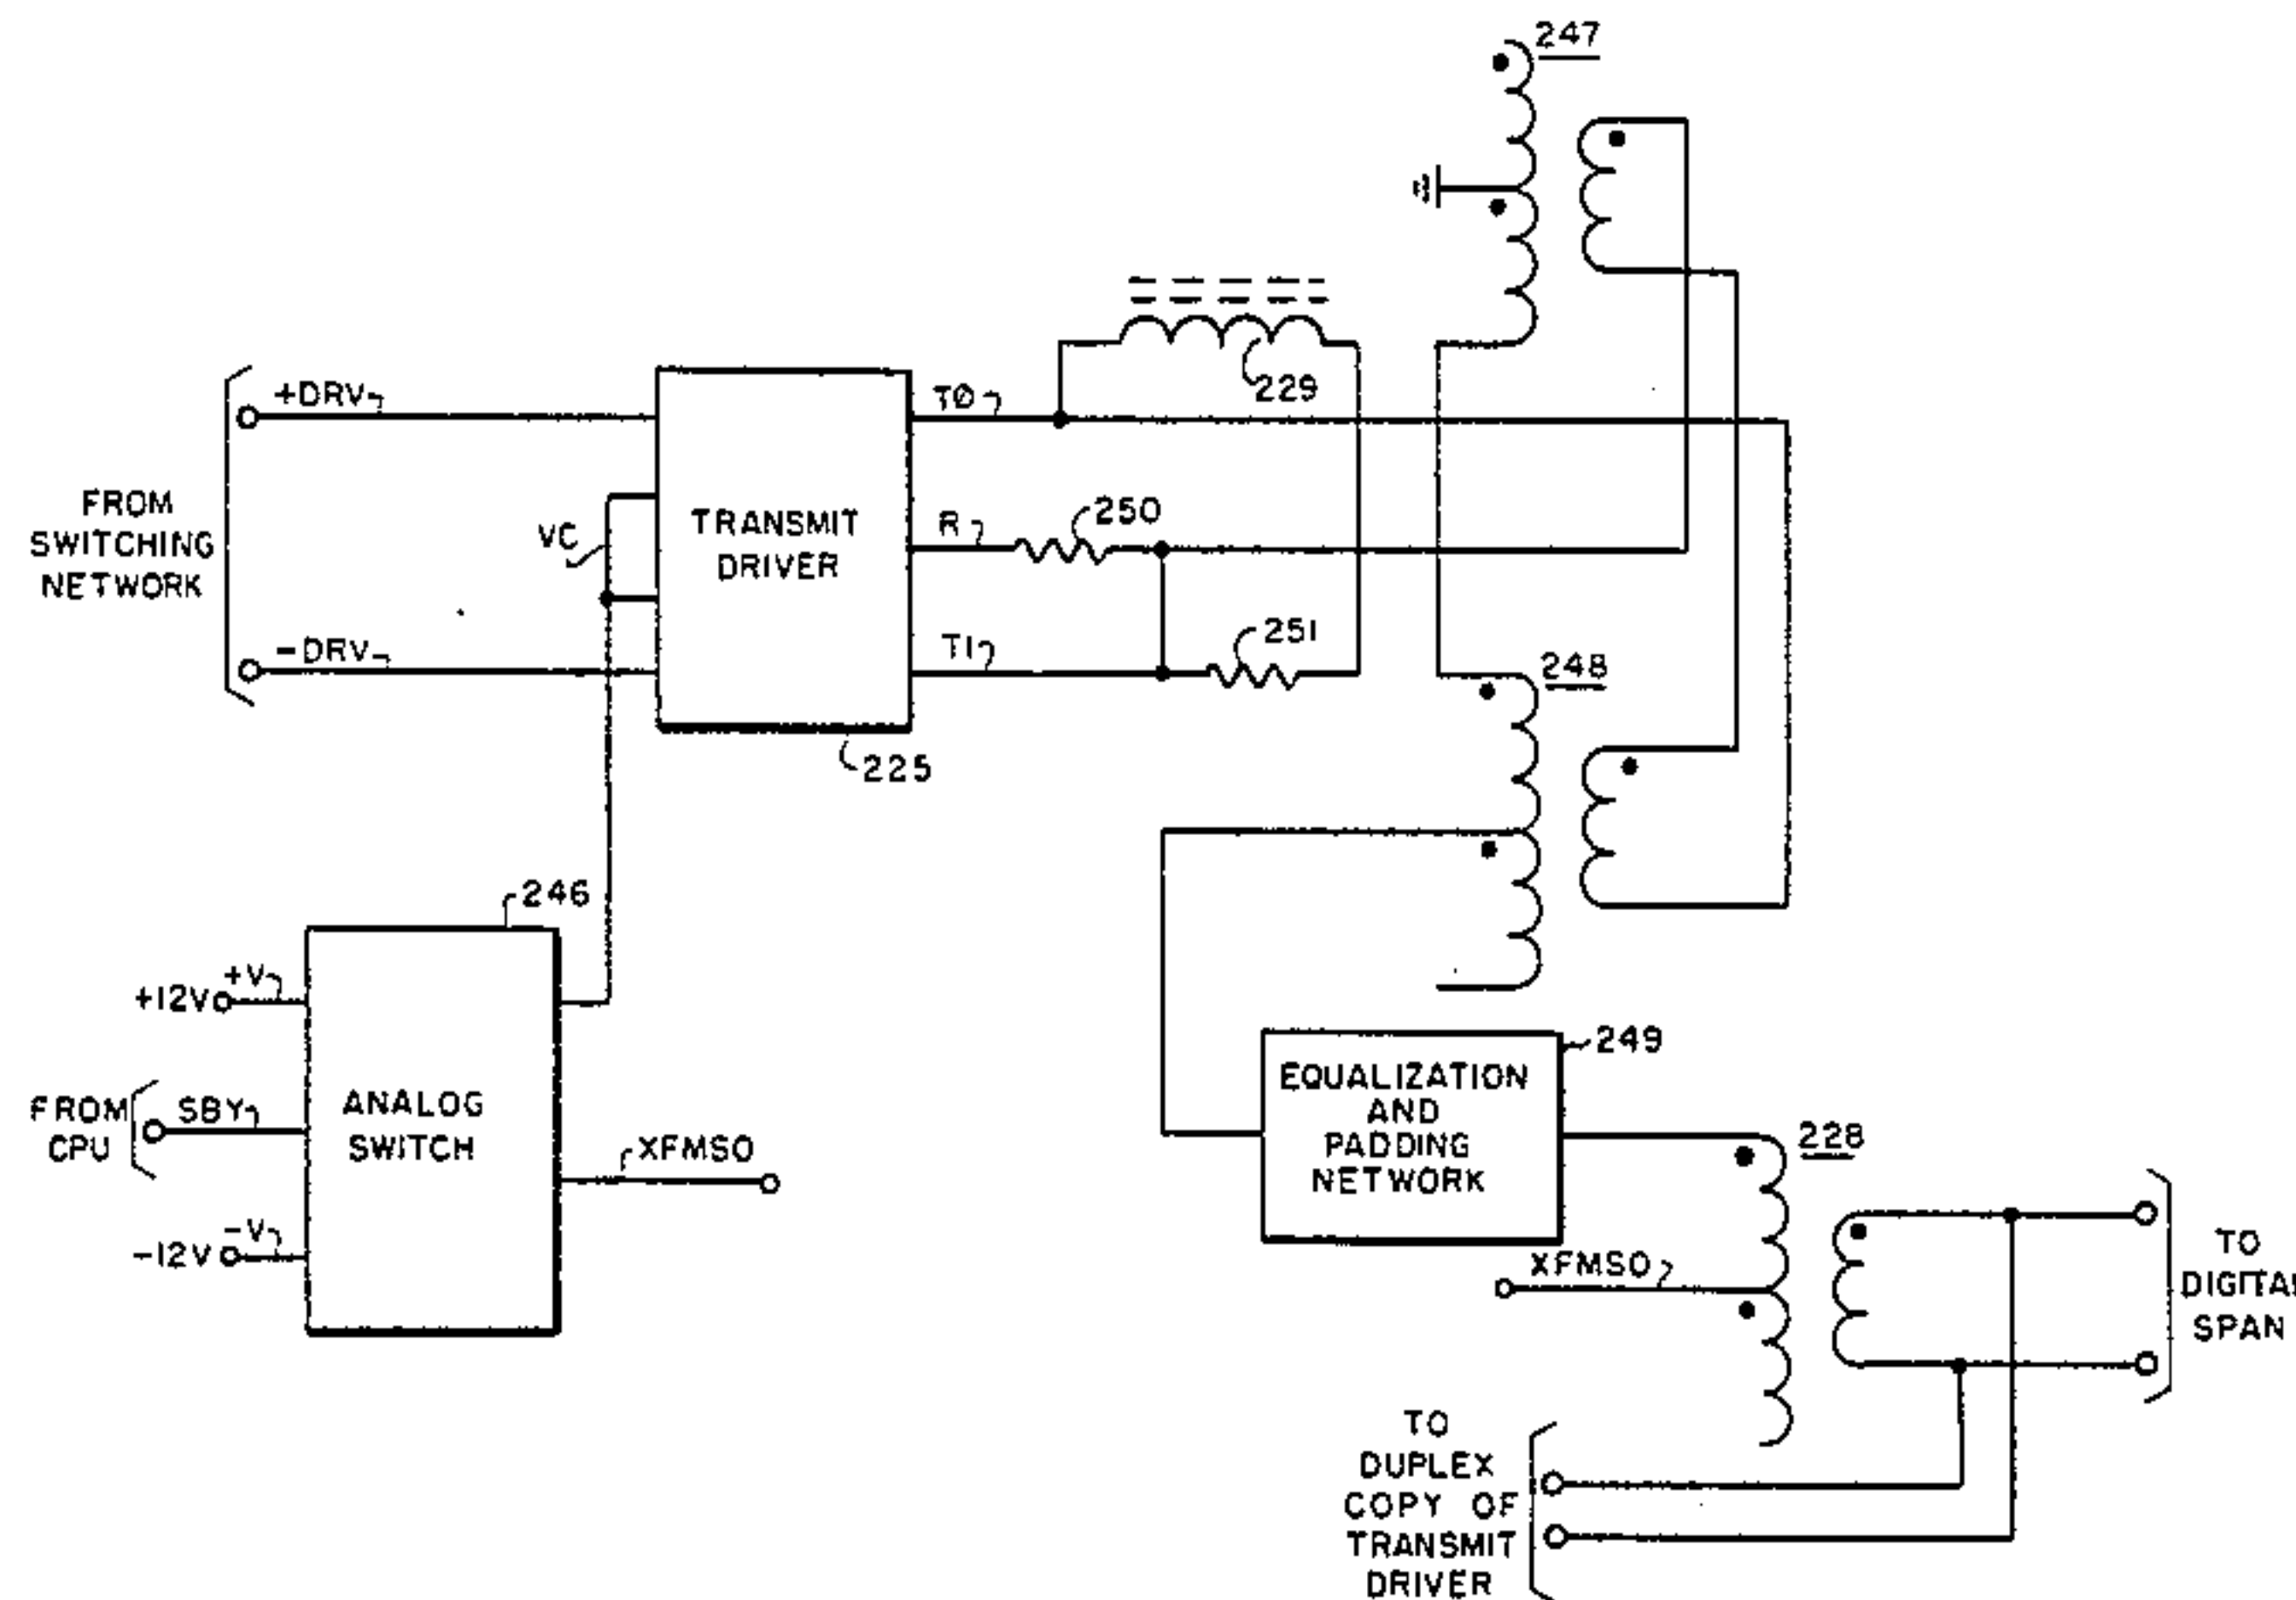 247
229
+DRV
TØ
FROM
SWITCHING
NETWORK
VC
TRANSMIT
DRIVER
R
250
-DRV
T1
251
248
225
246
+V
+12V
FROM
CPU
SBY
ANALOG
SWITCH
XFMSO
-V
-12V
249
EQUALIZATION
AND
PADDING
NETWORK
228
XFMSO
TO
DIGITAL
SPAN
TO
DUPLEX
COPY OF
TRANSMIT
DRIVER